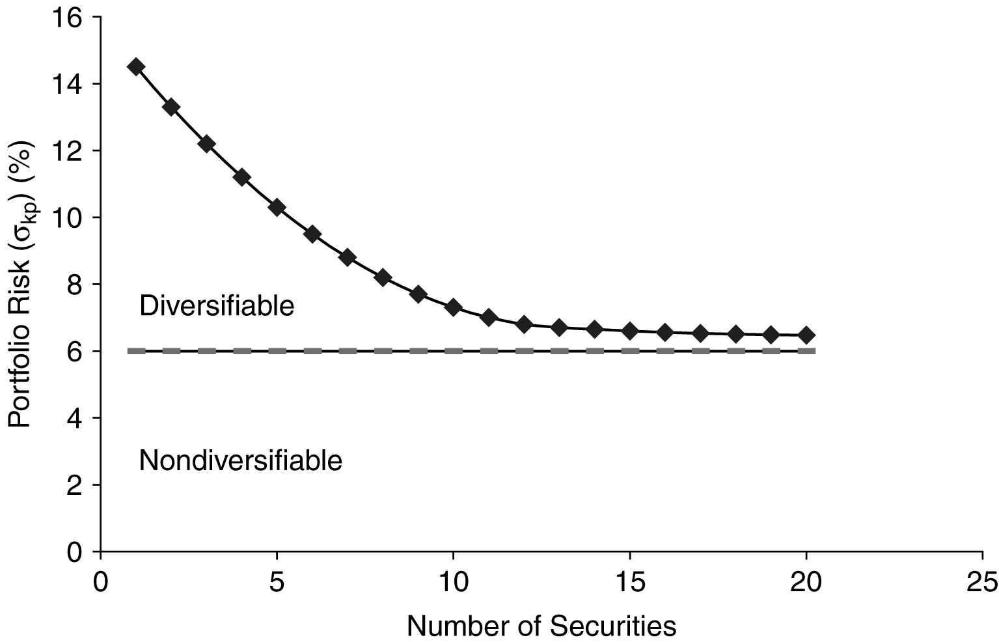 Portfolio Risk (σkp) (%)
16
14
12
10
8
6
4
2
0
Diversifiable
Nondiversifiable
0 5 10 15 20 25
Number of Securities